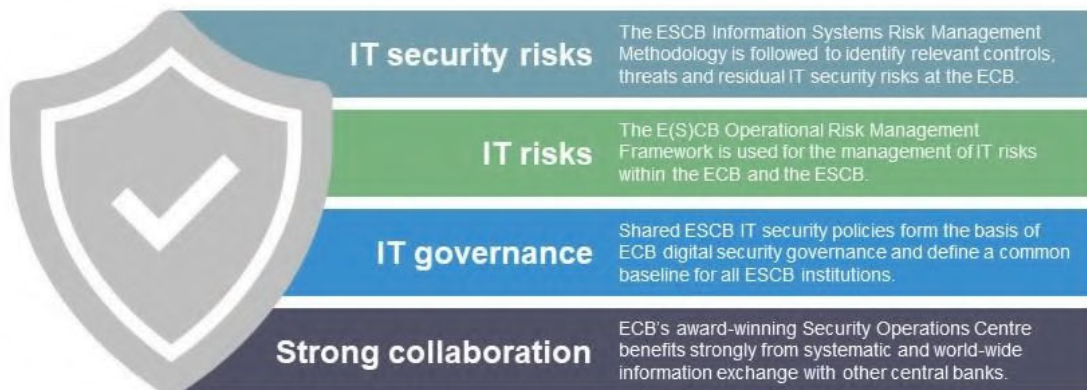 IT security risks
The ESCB Information Systems Risk Management
Methodology is followed to identify relevant controls,
threats and residual IT security risks at the ECB.
IT risks
The E(S)CB Operational Risk Management
Framework is used for the management of IT risks
within the ECB and the ESCB.
IT governance
Shared ESCB IT security policies form the basis of
ECB digital security governance and define a common
baseline for all ESCB institutions.
Strong collaboration
ECB's award-winning Security Operations Centre
benefits strongly from systematic and world-wide
information exchange with other central banks.